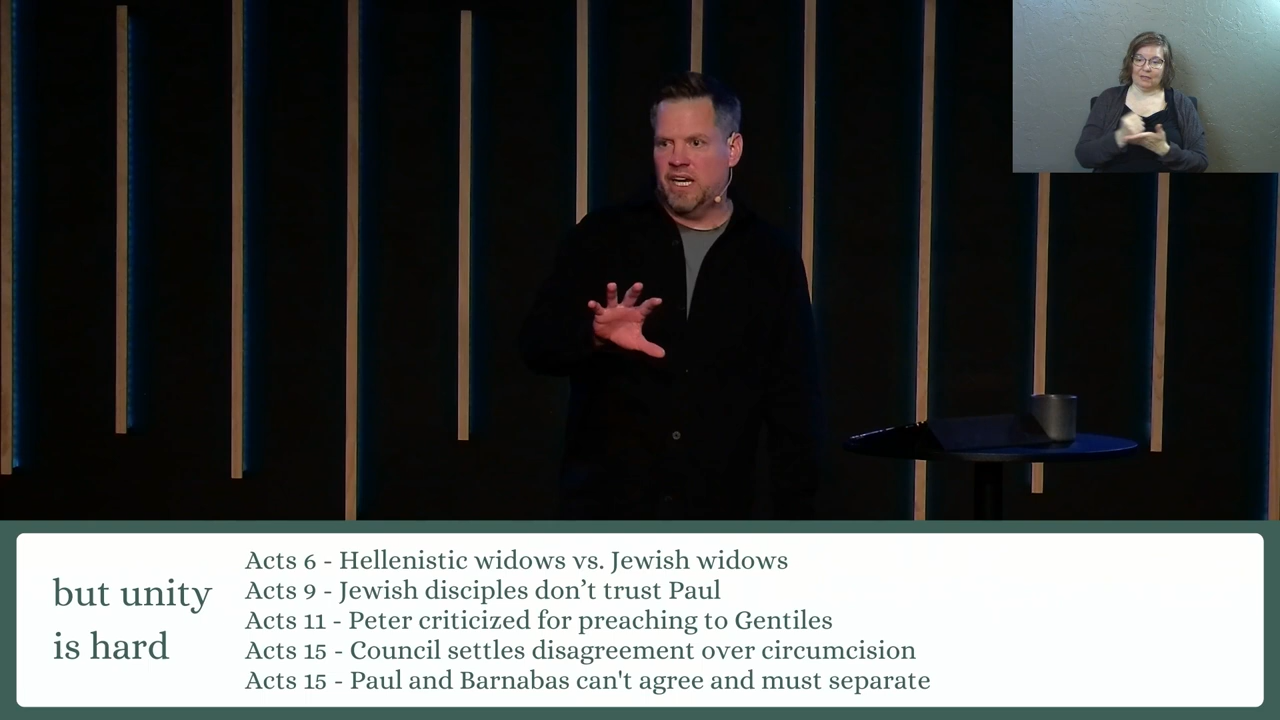 but unity
is hard
Acts 6 - Hellenistic widows vs. Jewish widows
Acts 9 - Jewish disciples don’t trust Paul
Acts 11 - Peter criticized for preaching to Gentiles
Acts 15 - Council settles disagreement over circumcision
Acts 15 - Paul and Barnabas can't agree and must separate